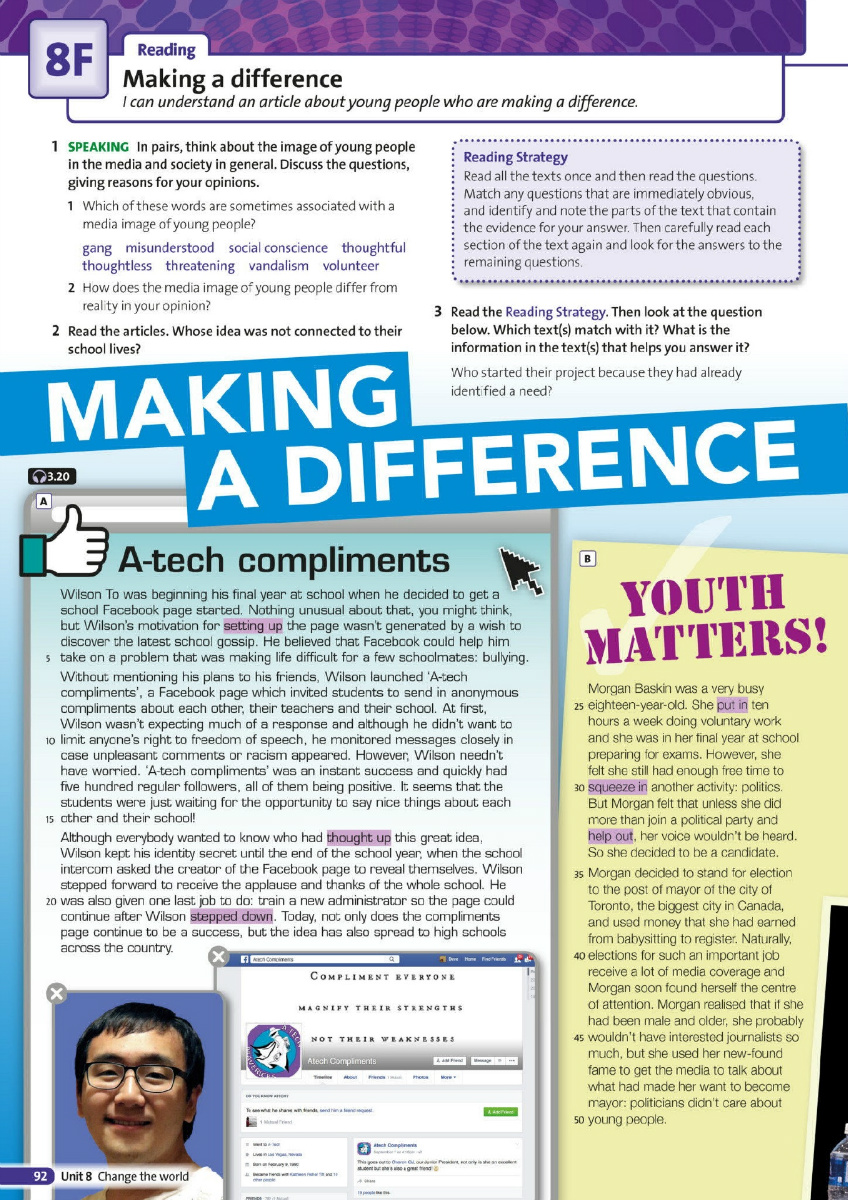 8F
Reading
Making a difference
I can understand an article about young people who are making a difference.
1 SPEAKING In pairs, think about the image of young people
in the media and society in general. Discuss the questions,
giving reasons for your opinions.
1 Which of these words are sometimes associated with a
media image of young people?
gang misunderstood social conscience thoughtful
thoughtless threatening vandalism volunteer
2 How does the media image of young people differ from
reality in your opinion?
2 Read the articles. Whose idea was not connected to their
school lives?
Reading Strategy
Read all the texts once and then read the questions.
Match any questions that are immediately obvious,
and identify and note the parts of the text that contain
the evidence for your answer. Then carefully read each
section of the text again and look for the answers to the
remaining questions.
3 Read the Reading Strategy. Then look at the question
below. Which text(s) match with it? What is the
information in the text(s) that helps you answer it?
Who started their project because they had already
identified a need?
MAKING
A DIFFERENCE
3.20
A
A-tech compliments
Wilson To was beginning his final year at school when he decided to get a
school Facebook page started. Nothing unusual about that, you might think,
but Wilson's motivation for setting up the page wasn't generated by a wish to
discover the latest school gossip. He believed that Facebook could help him
5 take on a problem that was making life difficult for a few schoolmates: bullying.
Without mentioning his plans to his friends, Wilson launched 'A-tech
compliments', a Facebook page which invited students to send in anonymous
compliments about each other, their teachers and their school. At first,
Wilson wasn't expecting much of a response and although he didn't want to
10 limit anyone's right to freedom of speech, he monitored messages closely in
case unpleasant comments or racism appeared. However, Wilson needn't
have worried. 'A-tech compliments' was an instant success and quickly had
five hundred regular followers, all of them being positive. It seems that the
students were just waiting for the opportunity to say nice things about each
15 other and their school!
Although everybody wanted to know who had thought up this great idea,
Wilson kept his identity secret until the end of the school year, when the school
intercom asked the creator of the Facebook page to reveal themselves. Wilson
stepped forward to receive the applause and thanks of the whole school. He
20 was also given one last job to do: train a new administrator so the page could
continue after Wilson stepped down. Today, not only does the compliments
page continue to be a success, but the idea has also spread to high schools
across the country.
Atech Compliments
Home Find Friends
COMPLIMENT EVERYONE
MAGNIFY THEIR STRENGTHS
NOT THEIR WEAKNESSES
Atech Compliments
Add Friend Message
Timeline About Friends Photos More
To see what he shares with friends, send him a friend request.
Add Friend
Atech Compliments
B
YOUTH
MATTERS!
Morgan Baskin was a very busy
25 eighteen-year-old. She put in ten
hours a week doing voluntary work
and she was in her final year at school
preparing for exams. However, she
felt she still had enough free time to
30 squeeze in another activity: politics.
But Morgan felt that unless she did
more than join a political party and
help out, her voice wouldn't be heard.
So she decided to be a candidate.
35 Morgan decided to stand for election
to the post of mayor of the city of
Toronto, the biggest city in Canada,
and used money that she had earned
from babysitting to register. Naturally,
40 elections for such an important job
receive a lot of media coverage and
Morgan soon found herself the centre
of attention. Morgan realised that if she
had been male and older, she probably
45 wouldn't have interested journalists so
much, but she used her new-found
fame to get the media to talk about
what had made her want to become
mayor: politicians didn't care about
50 young people.
92 Unit 8 Change the world